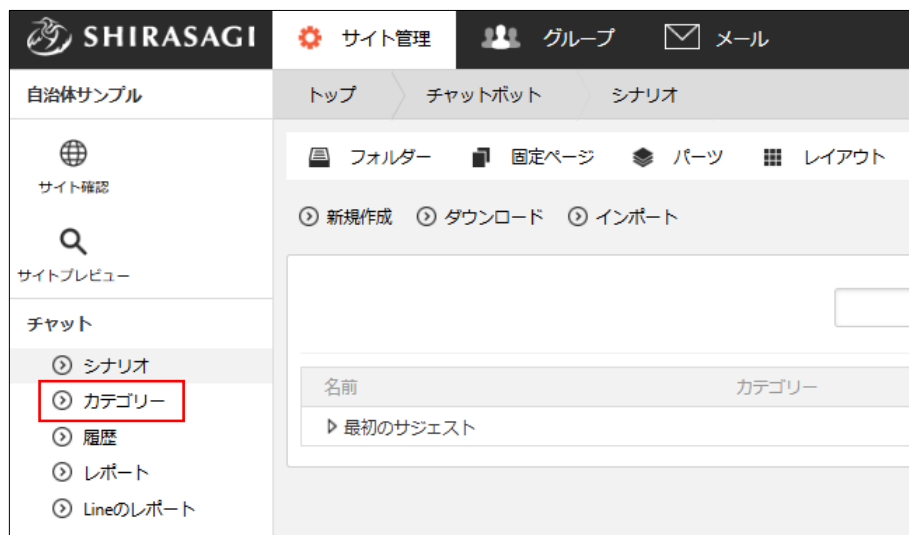 SHIRASAGI サイト管理 グループ メール
自治体サンプル トップ チャットボット シナリオ
サイト確認 フォルダー 固定ページ パーツ レイアウト
新規作成 ダウンロード インポート
サイトプレビュー
チャット
シナリオ
カテゴリー
履歴
レポート
Lineのレポート
名前 カテゴリー
最初のサジェスト